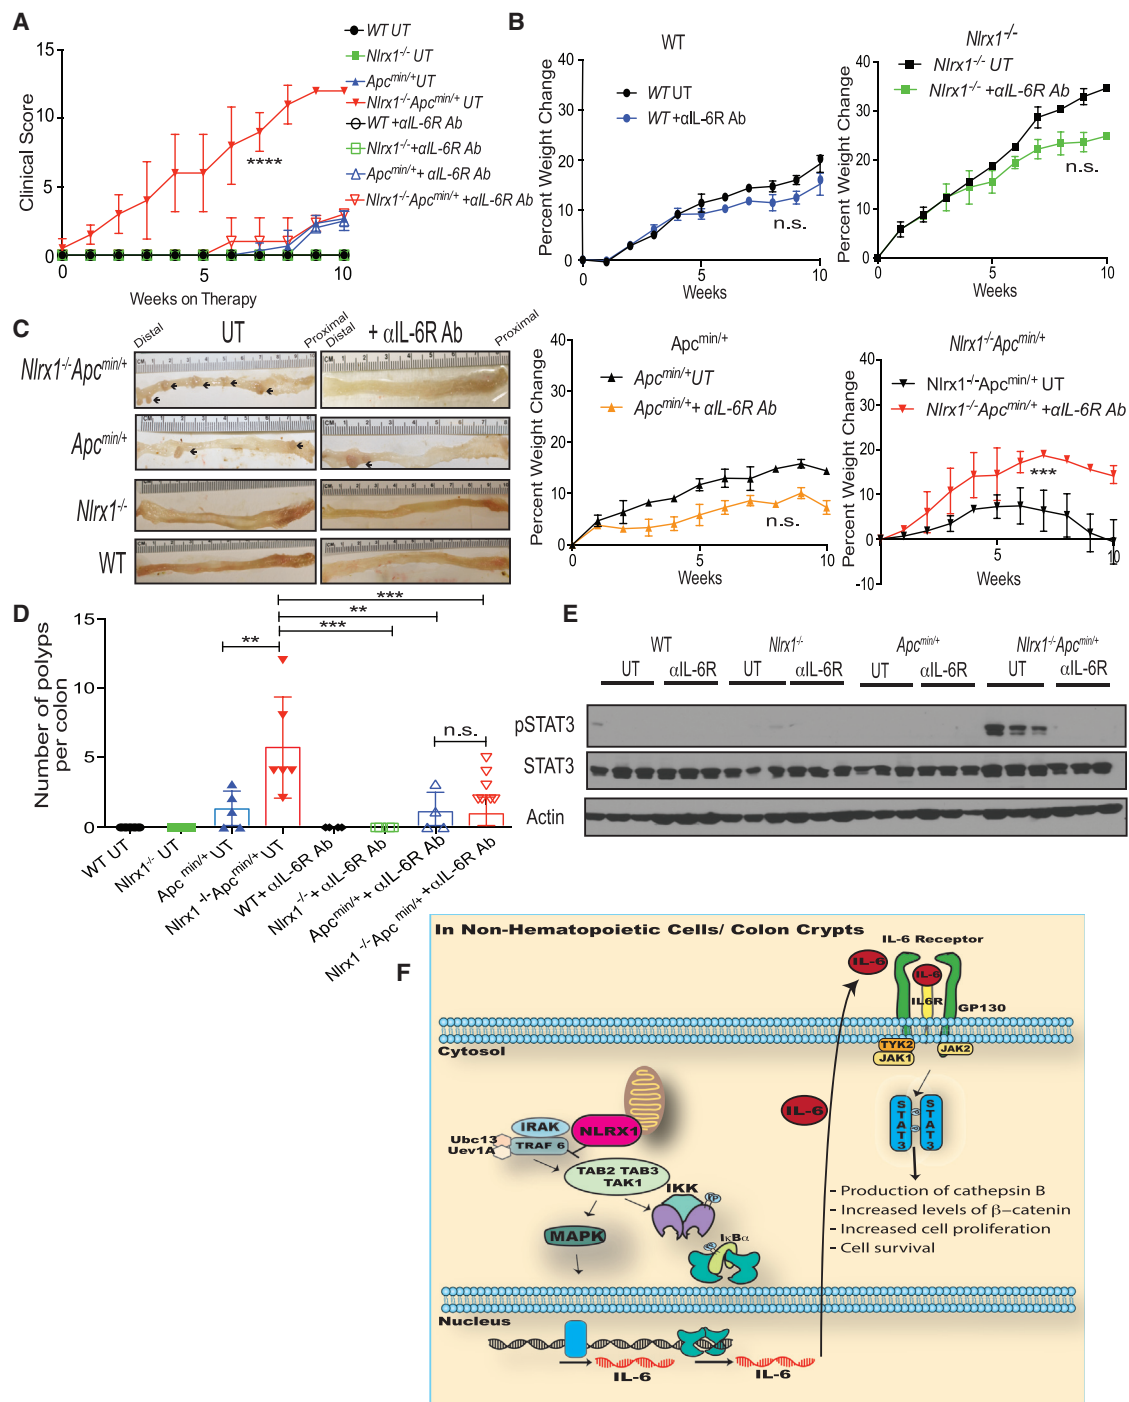 A
Clinical Score
15
10
5
0
0
5
10
Weeks on Therapy
****
WT UT
Nlrx1-/- UT
Apcmin/+UT
Nlrx1-/-Apcmin/+ UT
WT+αIL-6R Ab
Nlrx1-/-+αIL-6R Ab
Apcmin/++ αIL-6R Ab
Nlrx1-/-Apcmin/+ +αIL-6R Ab
B
WT
Percent Weight Change
40
30
20
10
0
WT UT
WT +αIL-6R Ab
n.s.
0
5
10
Weeks
Nlrx1-/-
Percent Weight Change
40
30
20
10
0
Nlrx1-/- UT
Nlrx1-/- +αIL-6R Ab
n.s.
0
5
10
Weeks
Apcmin/+
Percent Weight Change
40
30
20
10
0
Apcmin/+UT
Apcmin/++ αIL-6R Ab
n.s.
0
5
10
Weeks
Nlrx1-/-Apcmin/+
Percent Weight Change
40
30
20
10
0
-10
Nlrx1-/-Apcmin/+ UT
Nlrx1-/-Apcmin/+ +αIL-6R Ab
***
5
10
Weeks
C
Distal
UT
Proximal
Distal
+ αIL-6R Ab
Proximal
Nlrx1-/-Apcmin/+
Apcmin/+
Nlrx1-/-
WT
D
Number of polyps
per colon
15
10
5
0
**
***
**
***
n.s.
WT UT
Nlrx1-/- UT
Apc min/+ UT
Nlrx1 -/-Apcmin/+ UT
WT+ αIL-6R Ab
Nlrx1-/-+ αIL-6R Ab
Apcmin/++ αIL-6R Ab
Nlrx1 -/-Apc min/+ +αIL-6R Ab
E
WT
Nlrx1-/-
Apcmin/+
Nlrx1-/-Apcmin/+
UT
αIL-6R
UT
αIL-6R
UT
αIL-6R
UT
αIL-6R
pSTAT3
STAT3
Actin
F
In Non-Hematopoietic Cells/ Colon Crypts
IL-6 Receptor
IL-6
IL-6
IL6R
GP130
Cytosol
TYK2
JAK1
JAK2
IL-6
STAT3
STAT3
IRAK
NLRX1
Ubc13
Uev1A
TRAF 6
TAB2 TAB3
TAK1
IKK
MAPK
IκBα
- Production of cathepsin B
- Increased levels of β–catenin
- Increased cell proliferation
- Cell survival
Nucleus
IL-6
IL-6